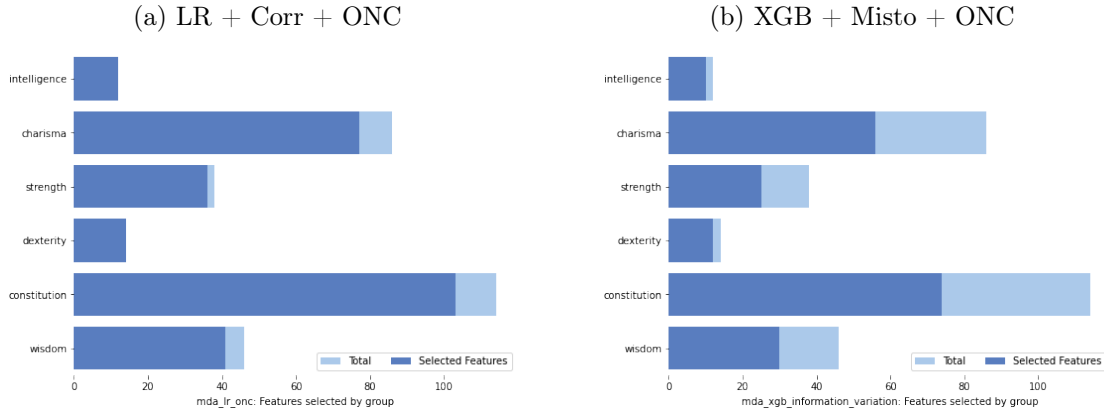 (a) LR + Corr + ONC
intelligence
charisma
strength
dexterity
constitution
wisdom
Total
Selected Features
0 20 40 60 80 100
mda_lr_onc: Features selected by group
(b) XGB + Misto + ONC
intelligence
charisma
strength
dexterity
constitution
wisdom
Total
Selected Features
0 20 40 60 80 100
mda_xgb_information_variation: Features selected by group